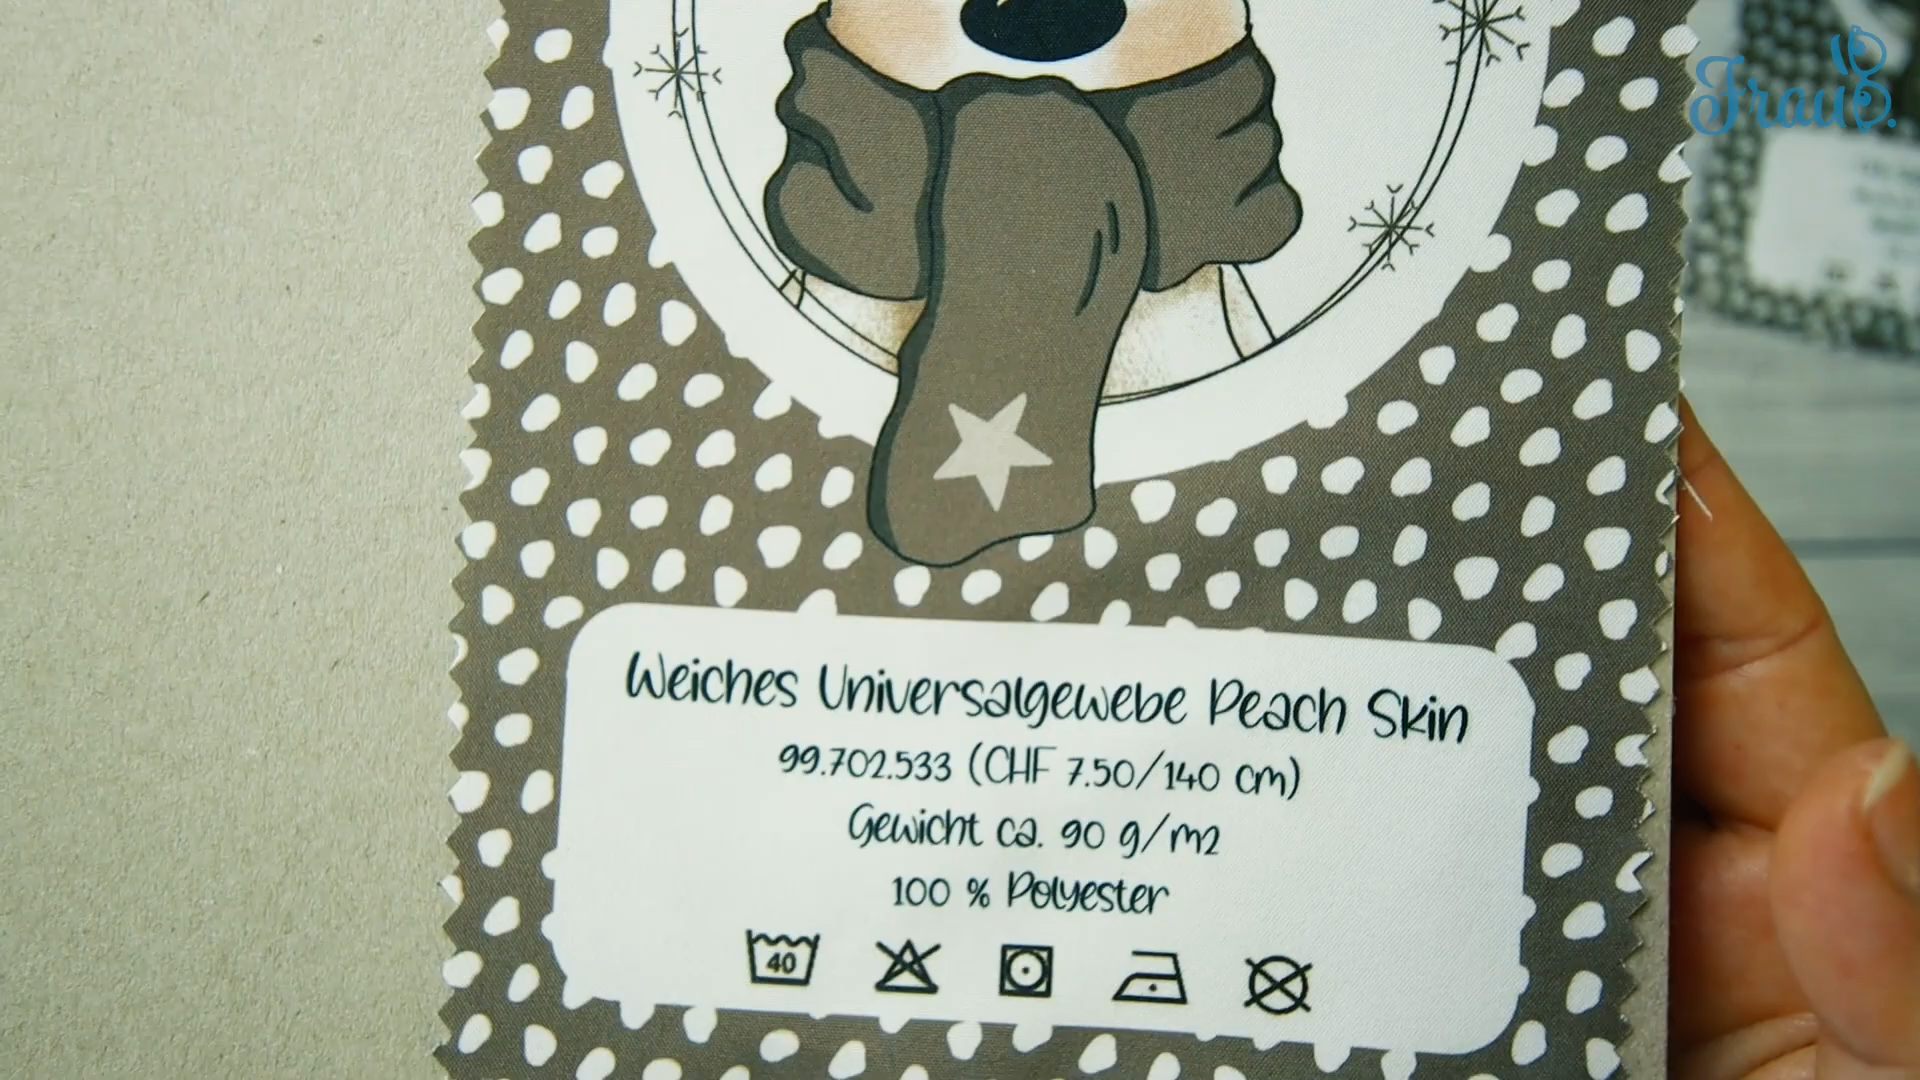 Frau B.
Weiches Universalgewebe Peach Skin
99.702.533 (CHF 7.50/140 cm)
Gewicht ca. 90 g/m2
100 % Polyester
40